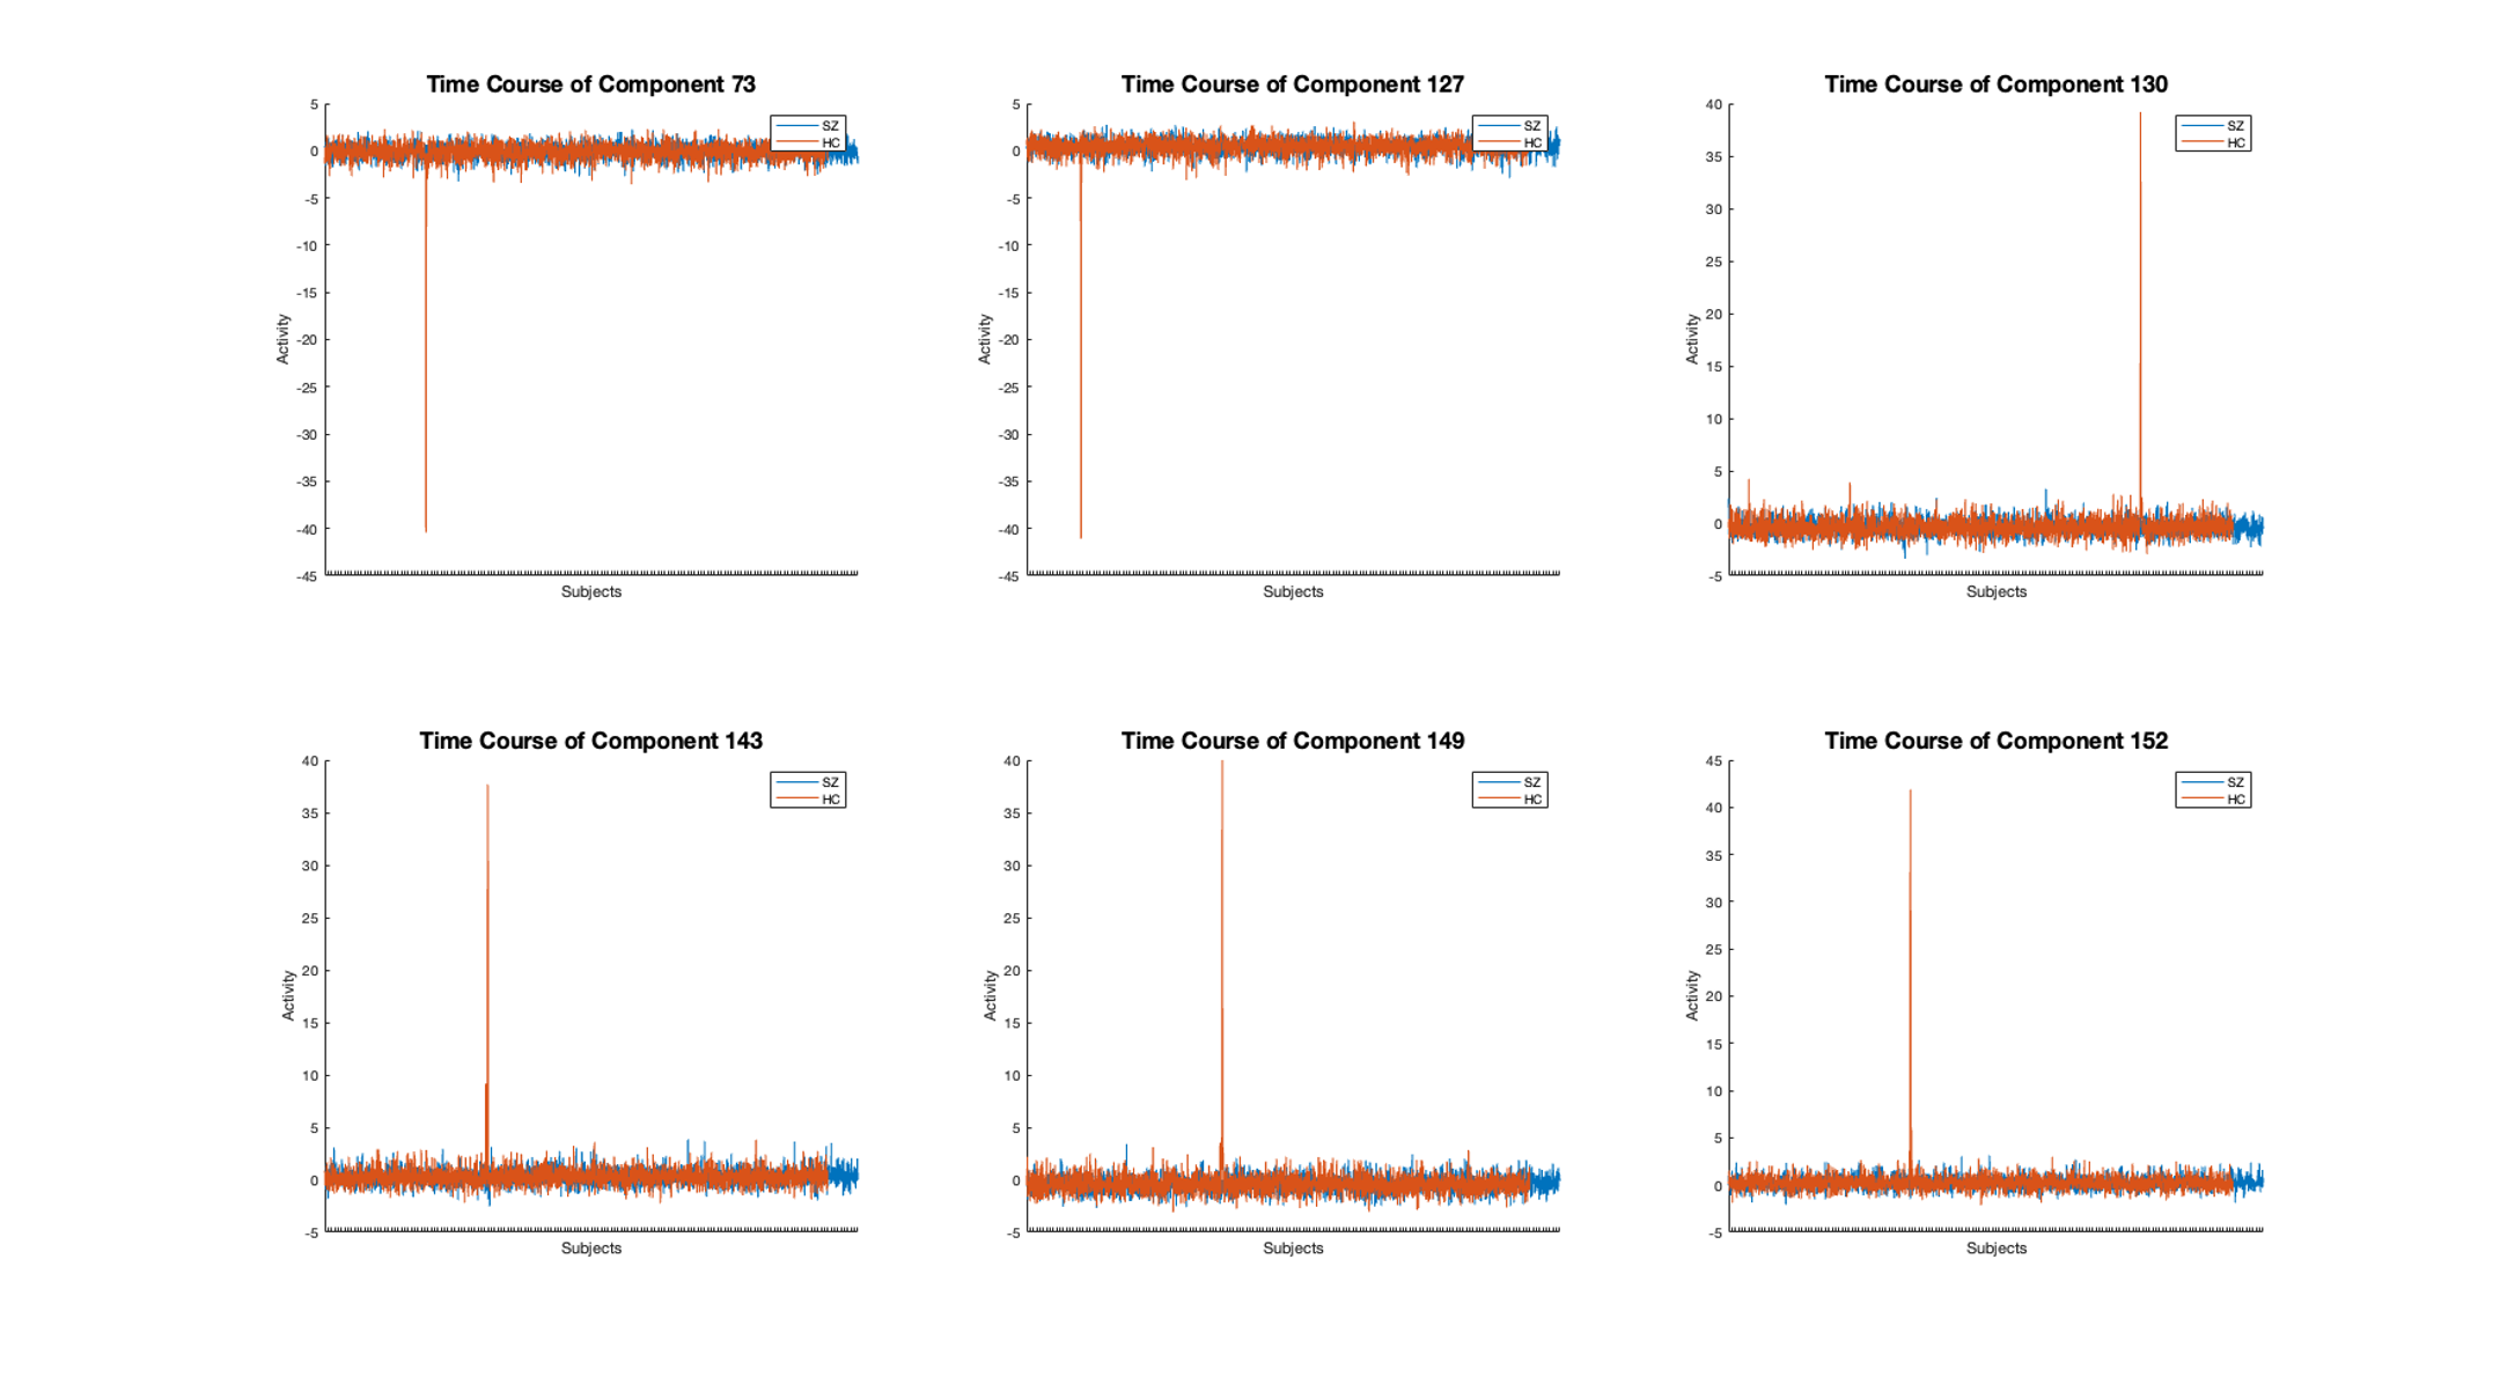 Time Course of Component 73
5
0
-5
-10
-15
-20
-25
-30
-35
-40
-45
Activity
Subjects
SZ
HC
Time Course of Component 127
5
0
-5
-10
-15
-20
-25
-30
-35
-40
-45
Activity
Subjects
SZ
HC
Time Course of Component 130
40
35
30
25
20
15
10
5
0
-5
Activity
Subjects
SZ
HC
Time Course of Component 143
40
35
30
25
20
15
10
5
0
-5
Activity
Subjects
SZ
HC
Time Course of Component 149
40
35
30
25
20
15
10
5
0
-5
Activity
Subjects
SZ
HC
Time Course of Component 152
45
40
35
30
25
20
15
10
5
0
-5
Activity
Subjects
SZ
HC